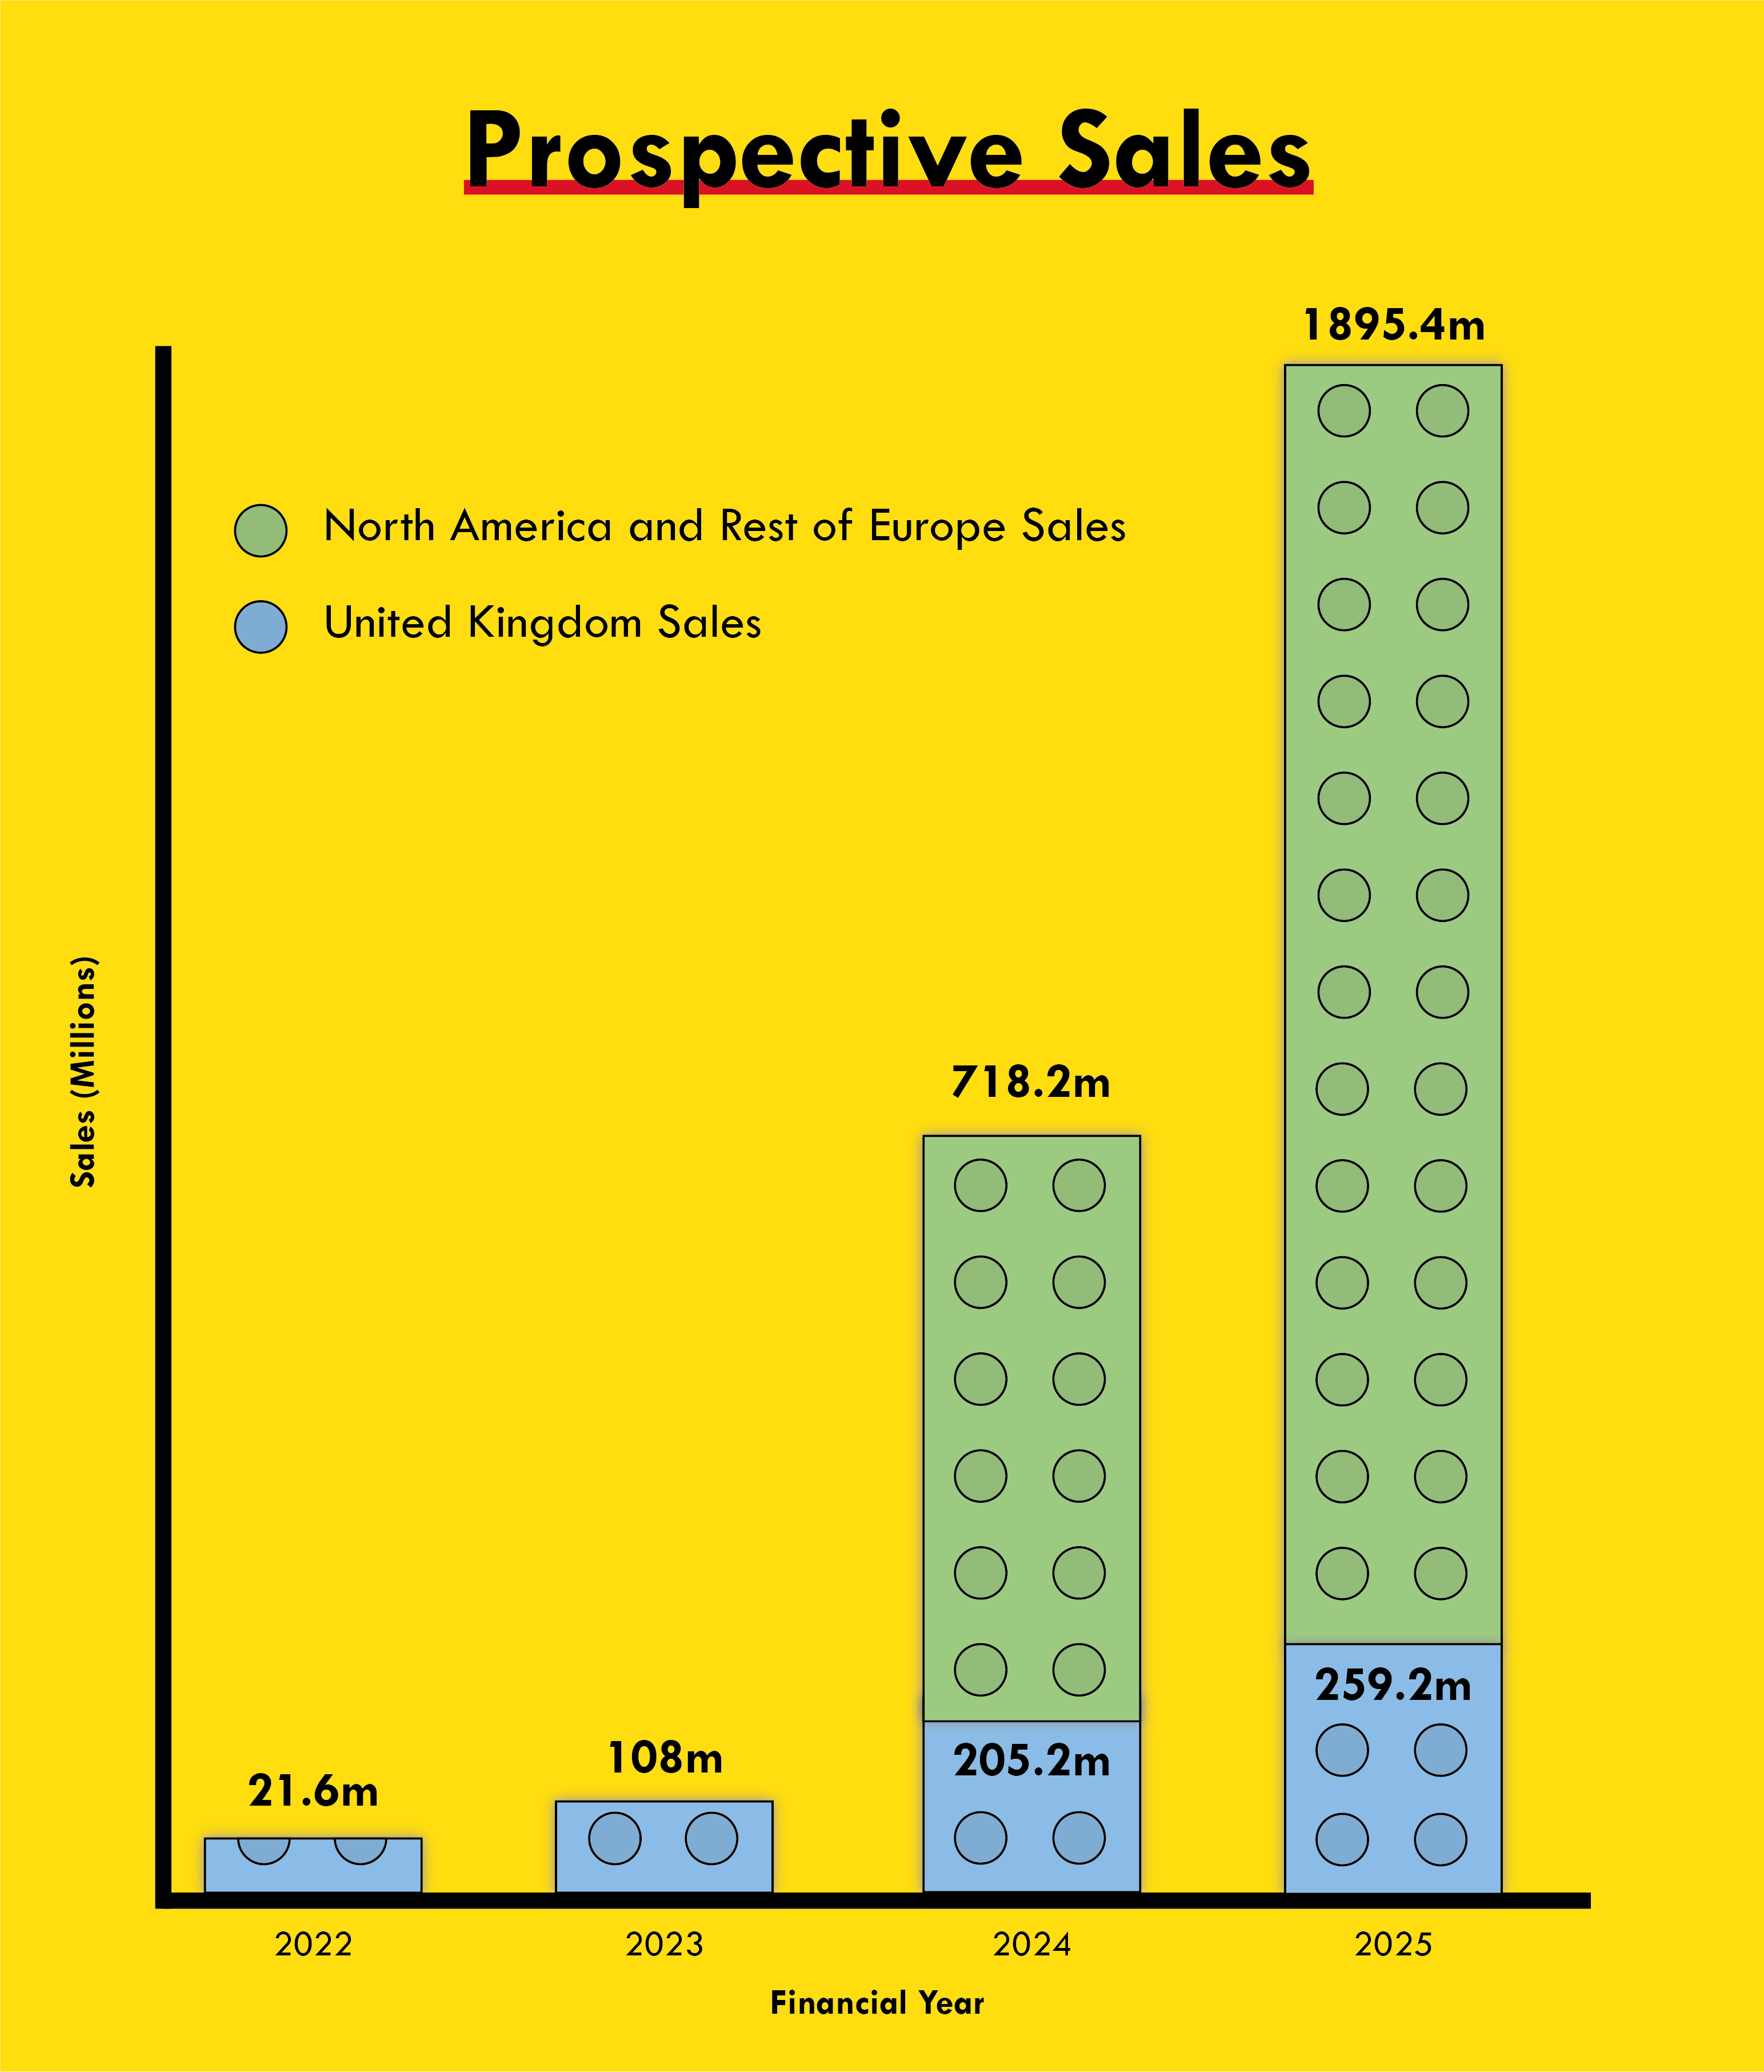 Prospective Sales
1895.4m
North America and Rest of Europe Sales
United Kingdom Sales
Sales (Millions)
718.2m
259.2m
205.2m
108m
21.6m
2022
2023
2024
2025
Financial Year